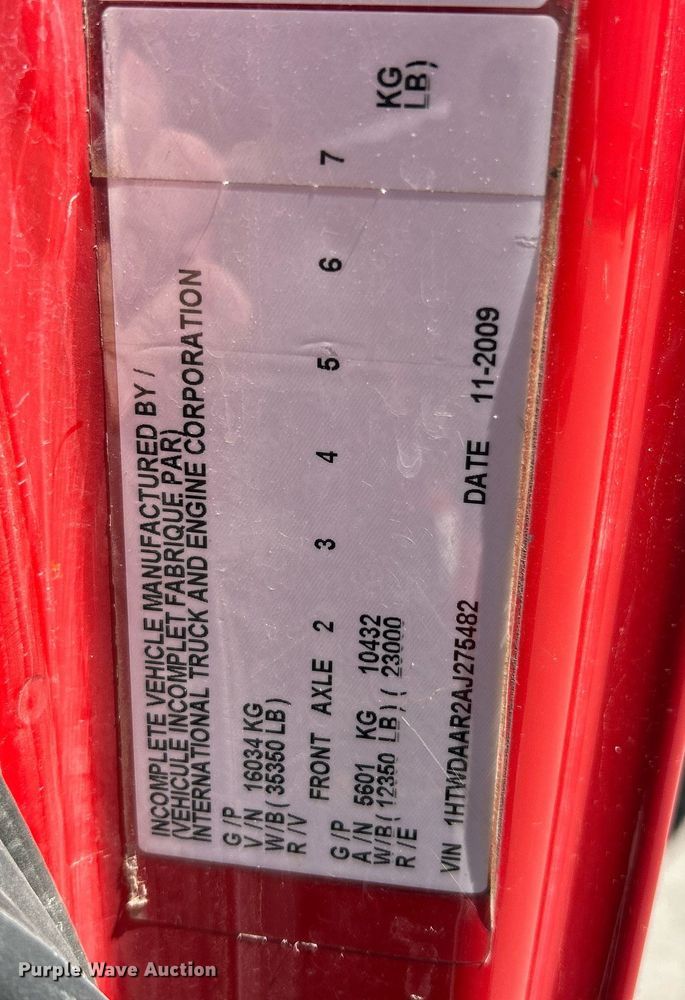 INCOMPLETE VEHICLE MANUFACTURED BY /
(VEHICULE INCOMPLET FABRIQUE PAR)
INTERNATIONAL TRUCK AND ENGINE CORPORATION
G /P
V /N 16034 KG
W/B ( 35350 LB )
R /V
FRONT AXLE 2 3 4 5 6 7
G /P
A /N 5601 KG 10432 KG
W/B ( 12350 LB ) ( 23000 LB )
R /E
VIN 1HTWDAAR2AJ275482 DATE 11-2009
Purple Wave Auction